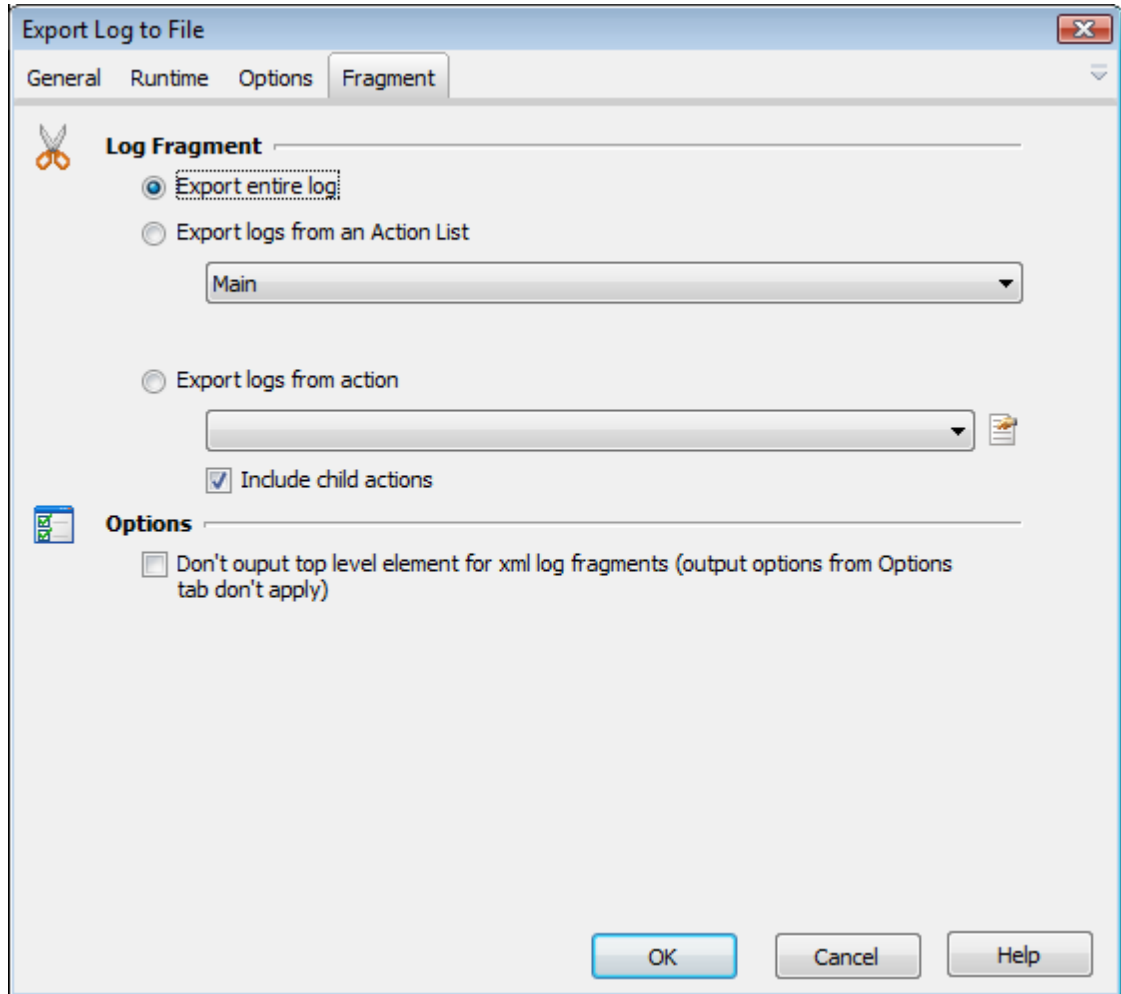 Export Log to File
General Runtime Options Fragment
Log Fragment
Export entire log
Export logs from an Action List
Main
Export logs from action
Include child actions
Options
Don't ouput top level element for xml log fragments (output options from Options
tab don't apply)
OK Cancel Help